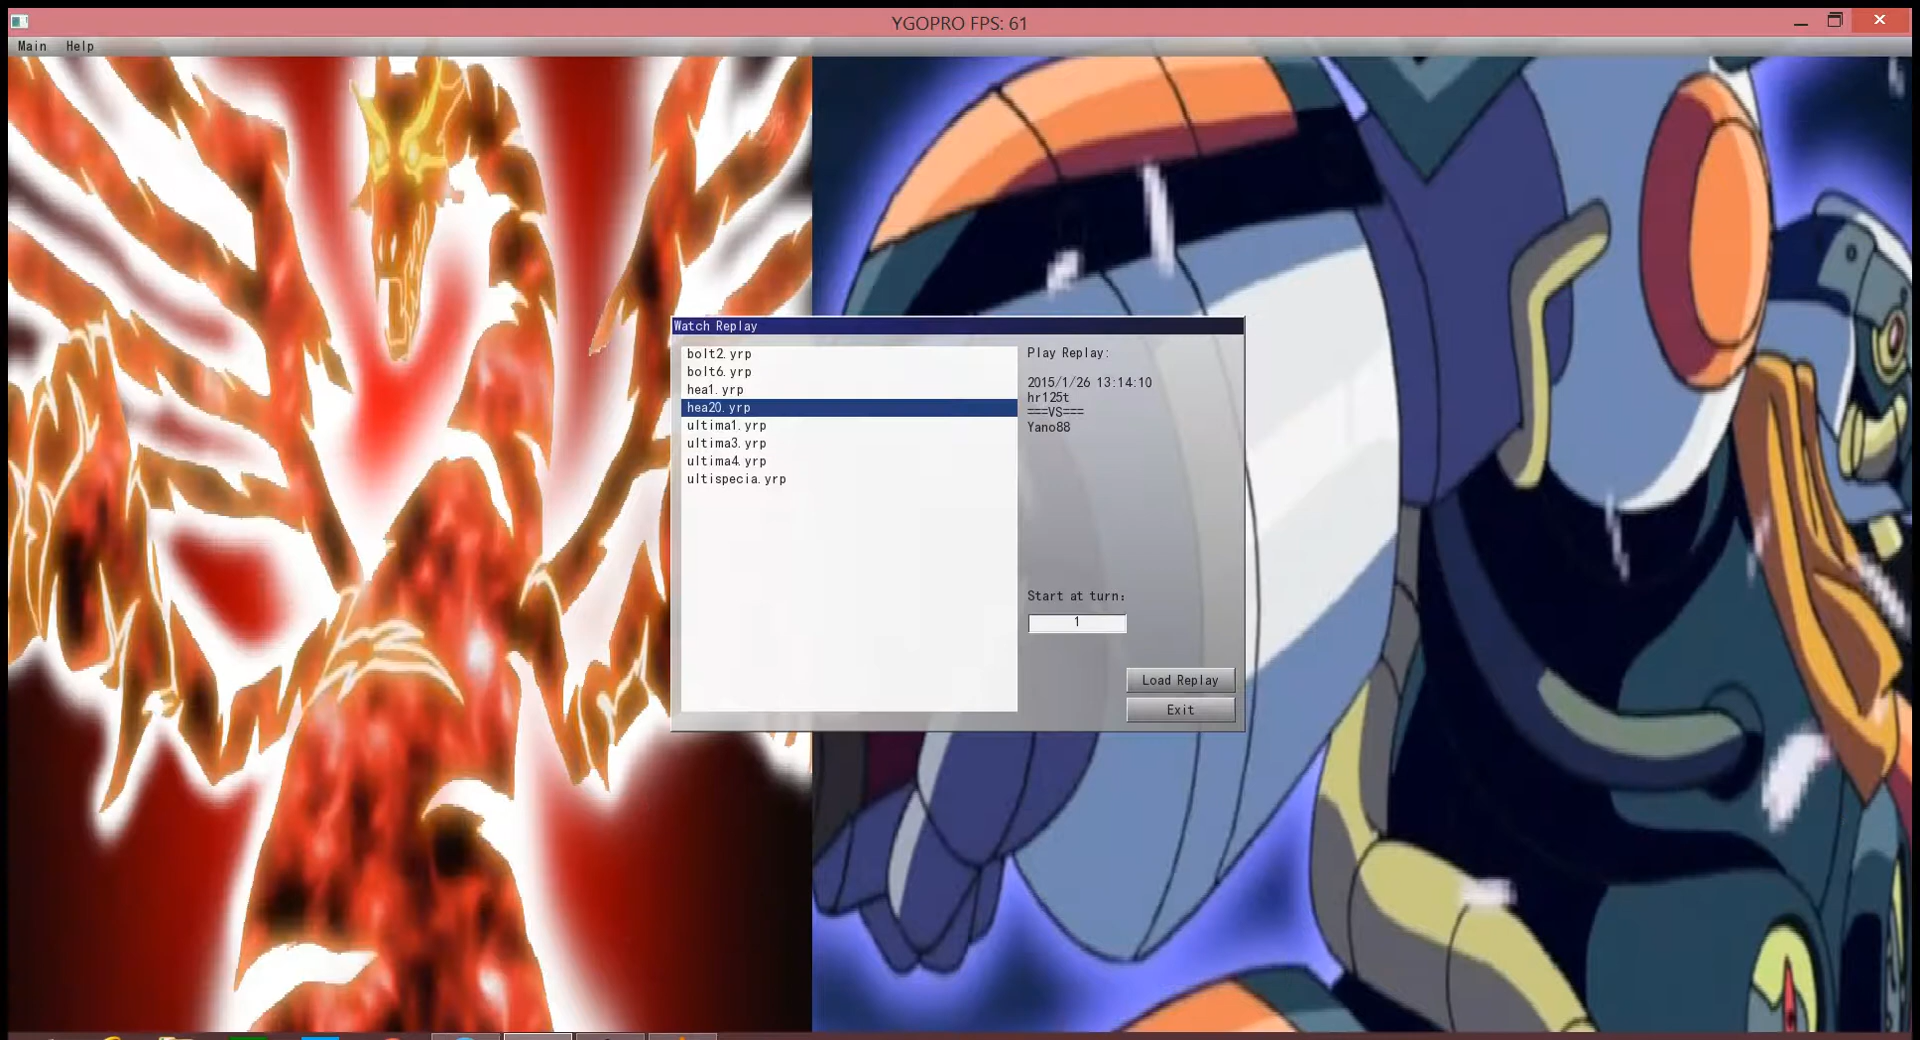 YGOPRO FPS: 61
Main Help
Watch Replay
bolt2.yrp
bolt6.yrp
hea1.yrp
hea20.yrp
ultima1.yrp
ultima3.yrp
ultima4.yrp
ultispecia.yrp
Play Replay:
2015/1/26 13:14:10
hr125t
===VS===
Yano88
Start at turn:
1
Load Replay
Exit